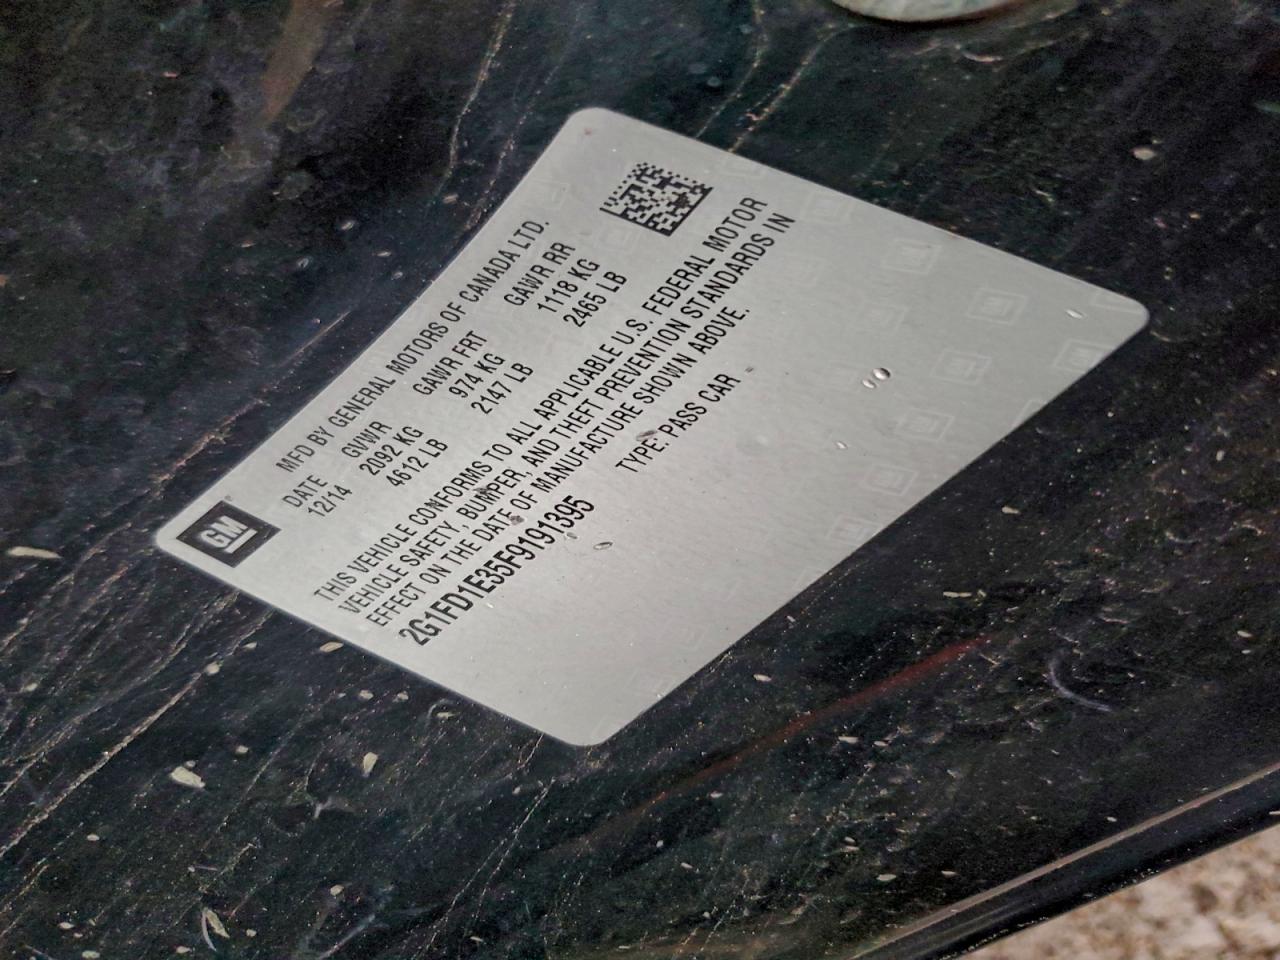 GM
MFD BY GENERAL MOTORS OF CANADA LTD.
DATE GVWR GAWR FRT GAWR RR
12/14 2092 KG 974 KG 1118 KG
4612 LB 2147 LB 2465 LB
THIS VEHICLE CONFORMS TO ALL APPLICABLE U.S. FEDERAL MOTOR
VEHICLE SAFETY, BUMPER, AND THEFT PREVENTION STANDARDS IN
EFFECT ON THE DATE OF MANUFACTURE SHOWN ABOVE.
2G1FD1E35F9191395 TYPE: PASS CAR